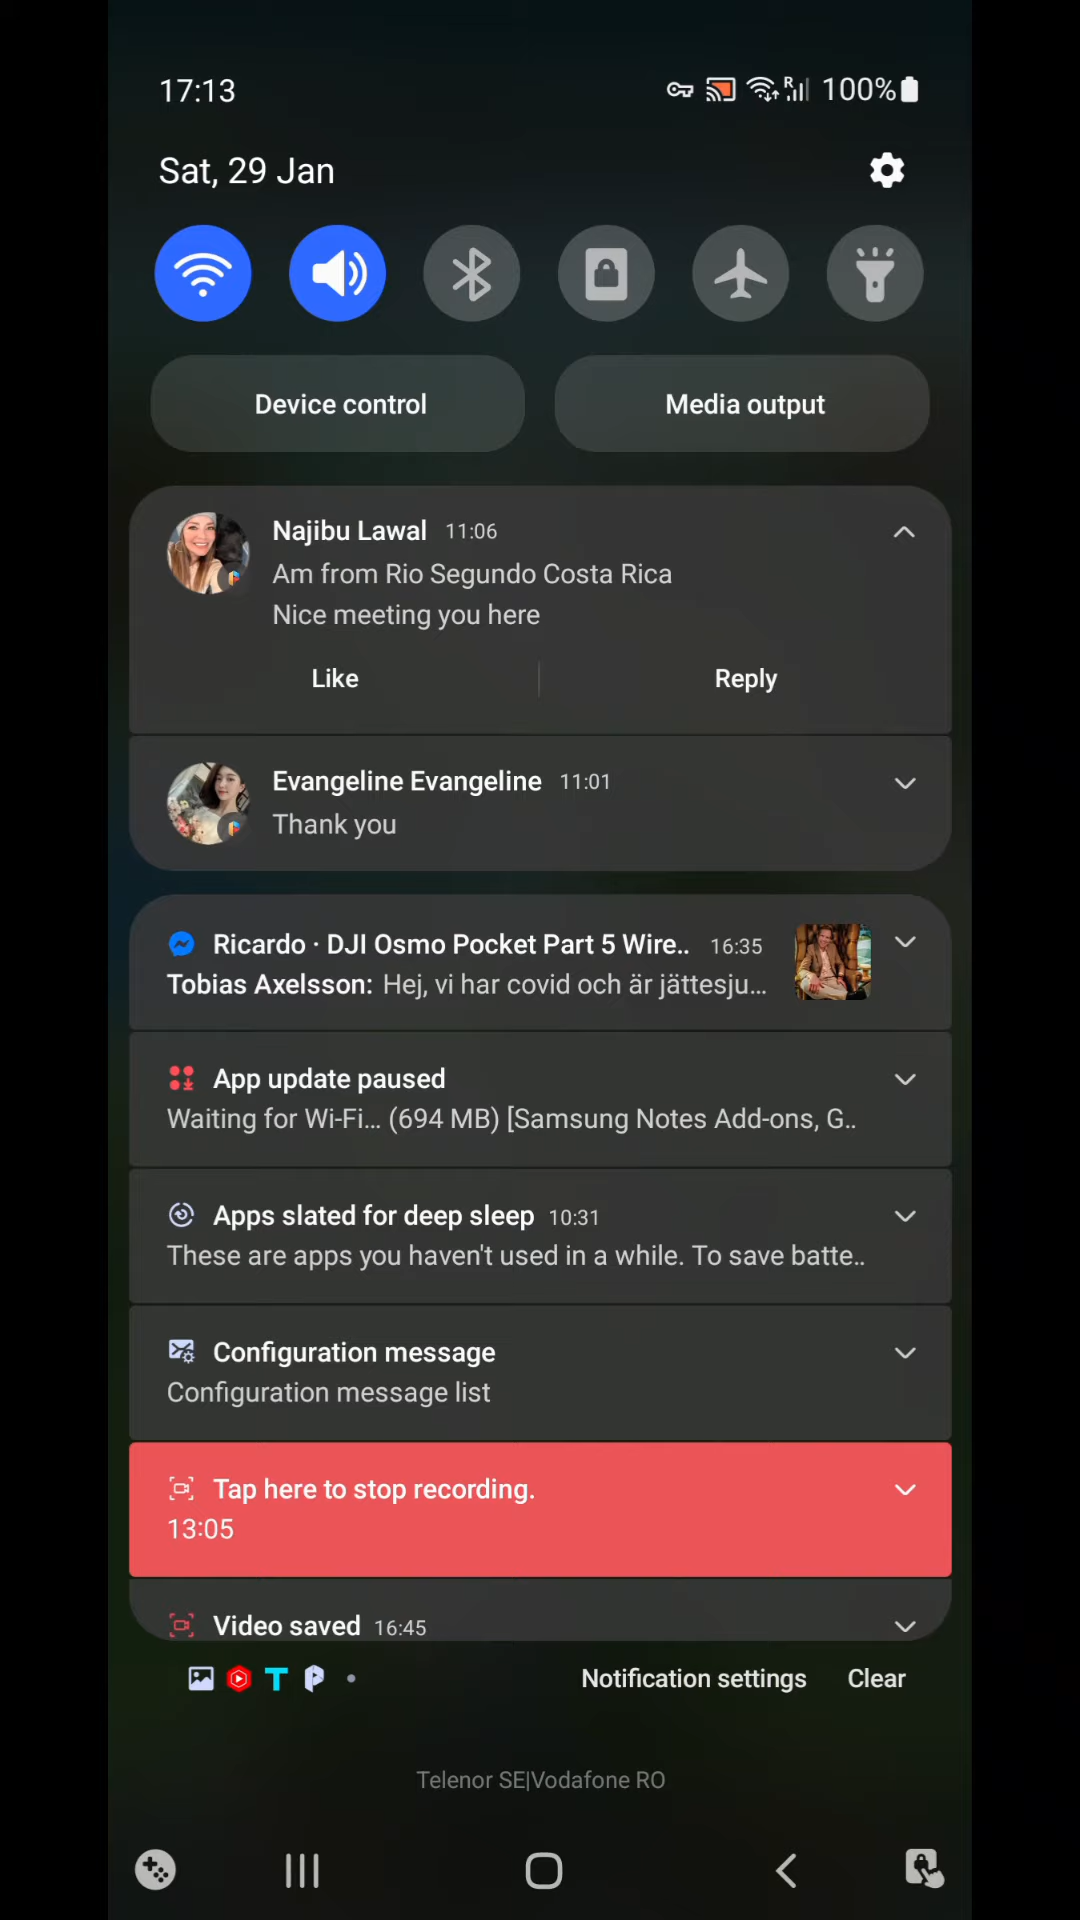 17:13
R 100%
Sat, 29 Jan
Device control
Media output
Najibu Lawal 11:06
Am from Rio Segundo Costa Rica
Nice meeting you here
Like
Reply
Evangeline Evangeline 11:01
Thank you
Ricardo · DJI Osmo Pocket Part 5 Wire.. 16:35
Tobias Axelsson: Hej, vi har covid och är jättesju...
App update paused
Waiting for Wi-Fi... (694 MB) [Samsung Notes Add-ons, G..
Apps slated for deep sleep 10:31
These are apps you haven't used in a while. To save batte..
Configuration message
Configuration message list
Tap here to stop recording.
13:05
Video saved 16:45
Notification settings
Clear
Telenor SE|Vodafone RO